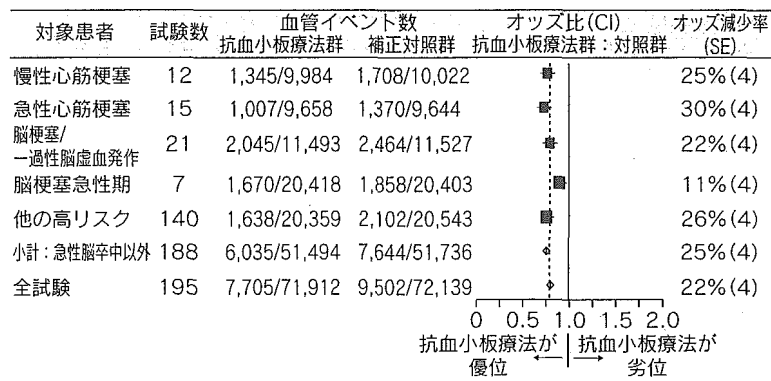 対象患者 試験数 血管イベント数 オッズ比(CI) オッズ減少率
抗血小板療法群 補正対照群 抗血小板療法群：対照群 (SE)
慢性心筋梗塞 12 1,345/9,984 1,708/10,022 25%(4)
急性心筋梗塞 15 1,007/9,658 1,370/9,644 30%(4)
脳梗塞/
一過性脳虚血発作 21 2,045/11,493 2,464/11,527 22%(4)
脳梗塞急性期 7 1,670/20,418 1,858/20,403 11%(4)
他の高リスク 140 1,638/20,359 2,102/20,543 26%(4)
小計：急性脳卒中以外 188 6,035/51,494 7,644/51,736 25%(4)
全試験 195 7,705/71,912 9,502/72,139 22%(4)
0 0.5 1.0 1.5 2.0
抗血小板療法が 抗血小板療法が
優位 劣位